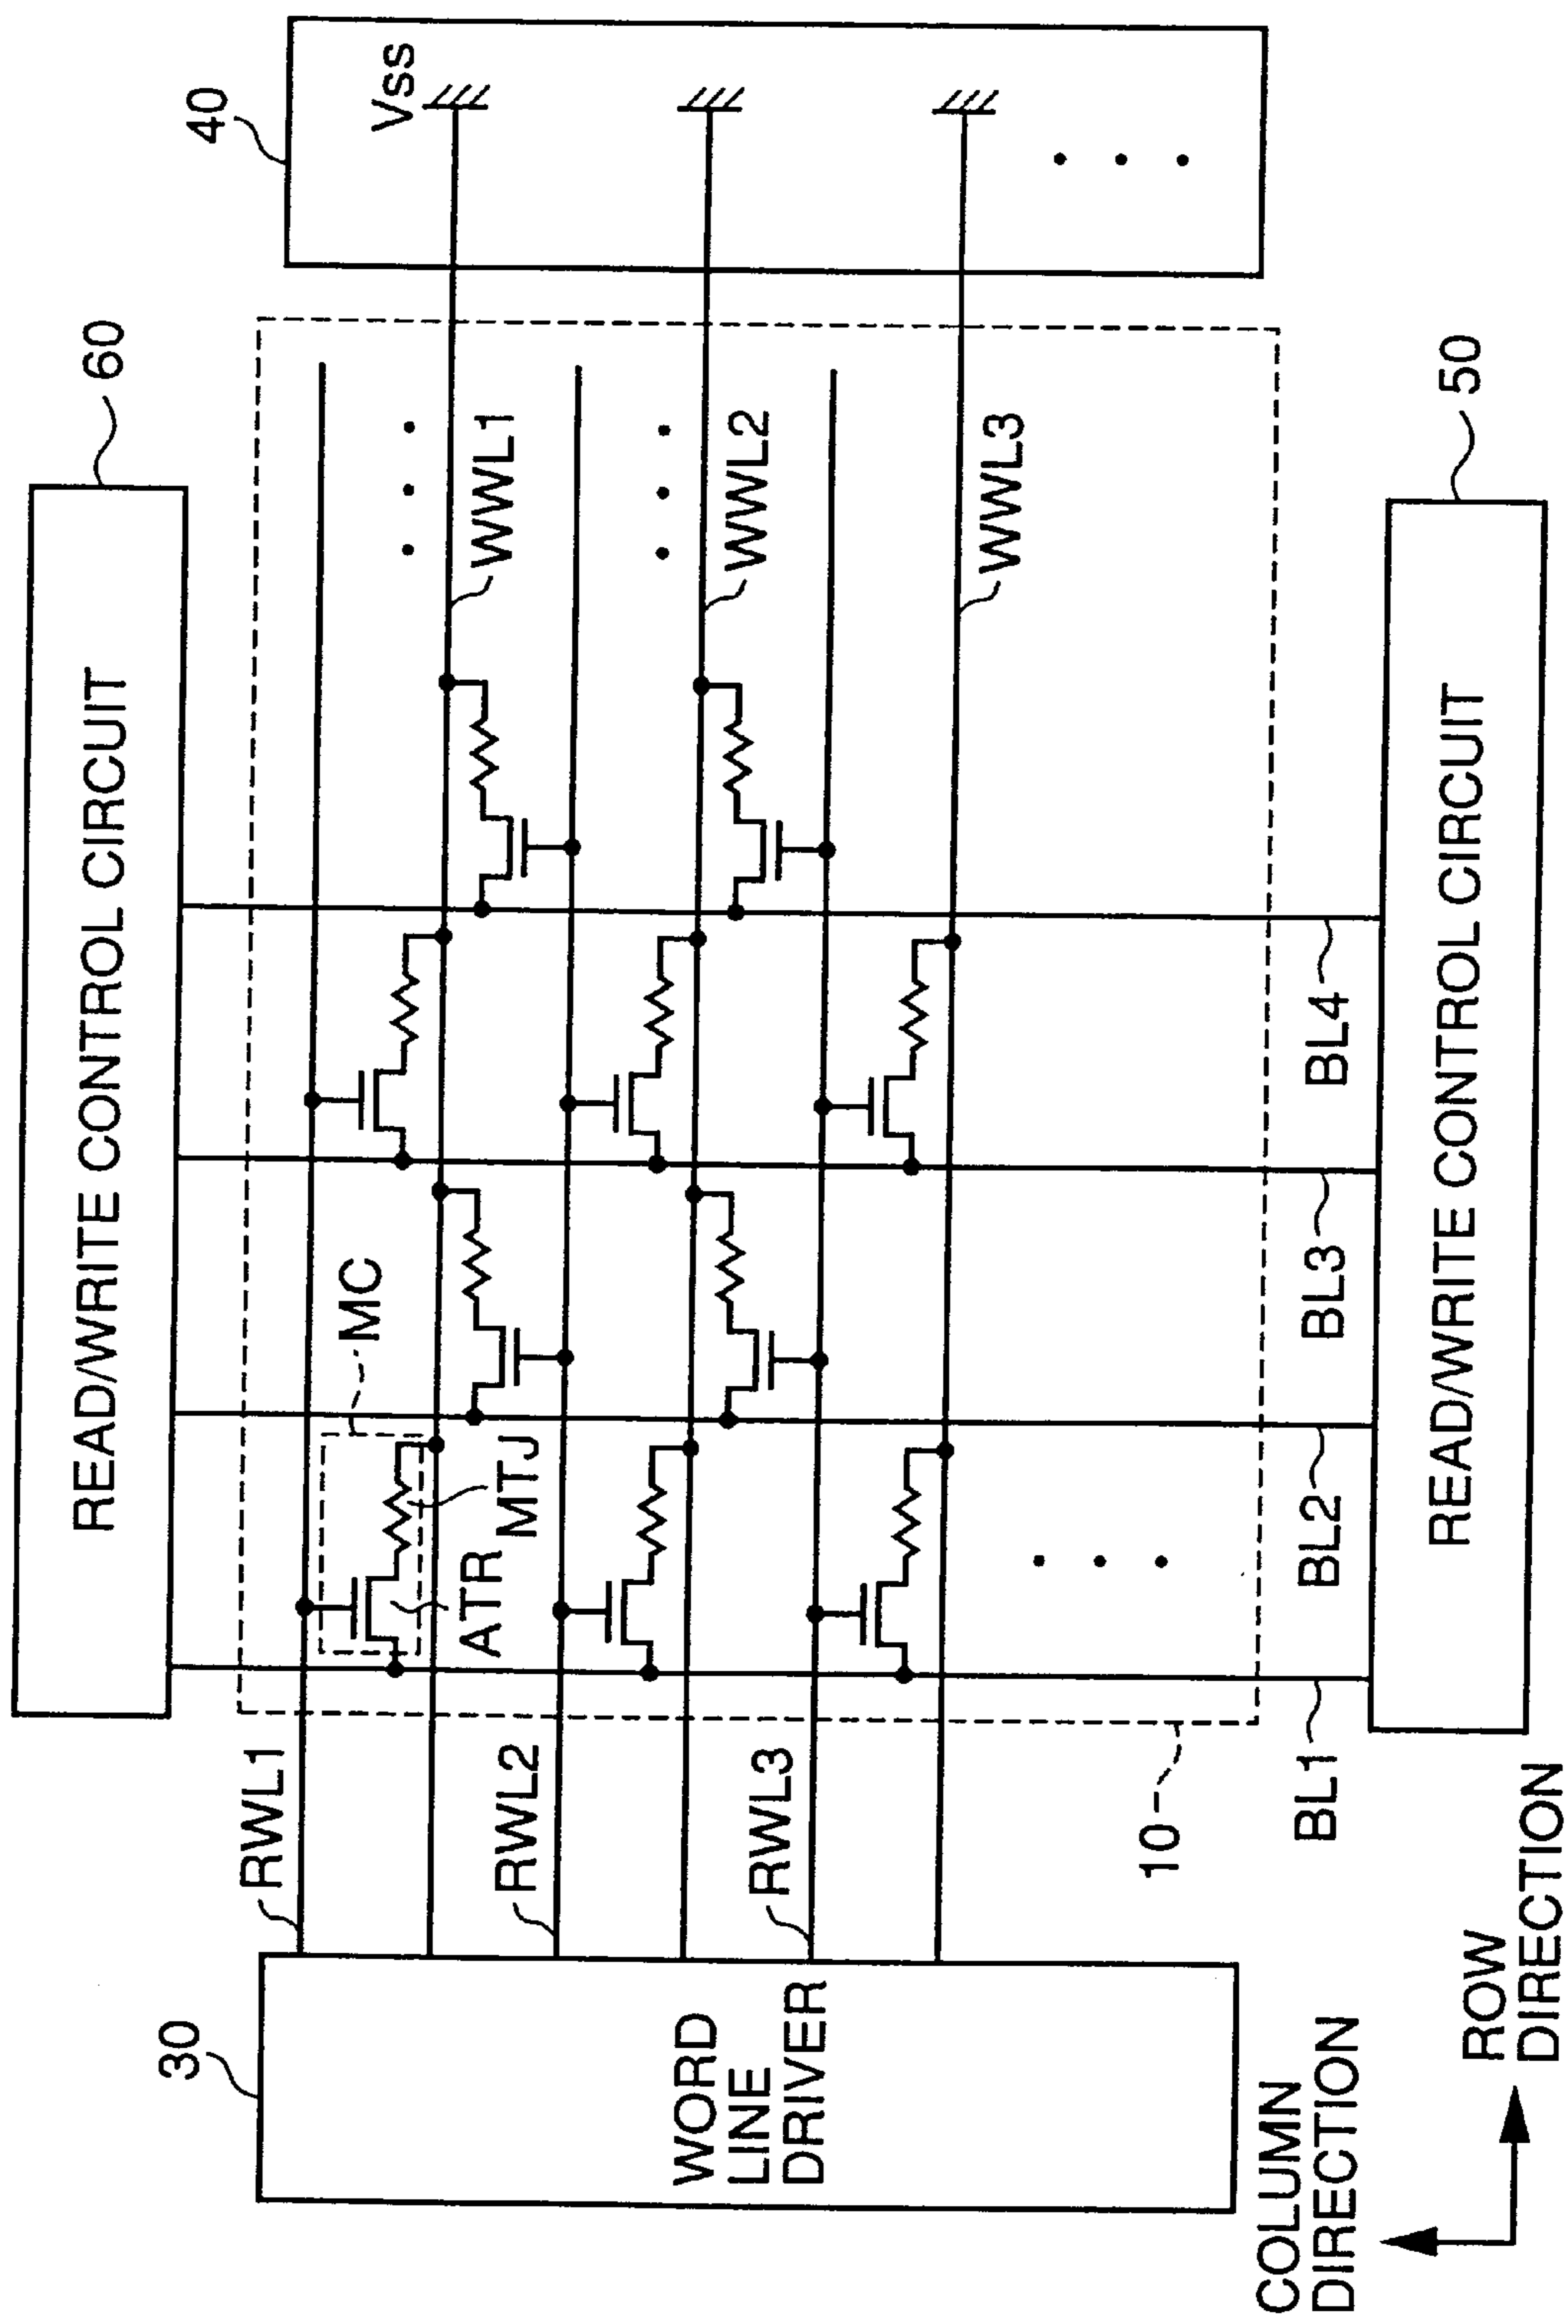 60
READ/WRITE CONTROL CIRCUIT
30
40
RWL1
MC
Vss
ATR
MTJ
WWL1
RWL2
WWL2
WORD
LINE
DRIVER
RWL3
WWL3
10
BL1
BL2
BL3
BL4
COLUMN
DIRECTION
READ/WRITE CONTROL CIRCUIT
50
ROW
DIRECTION